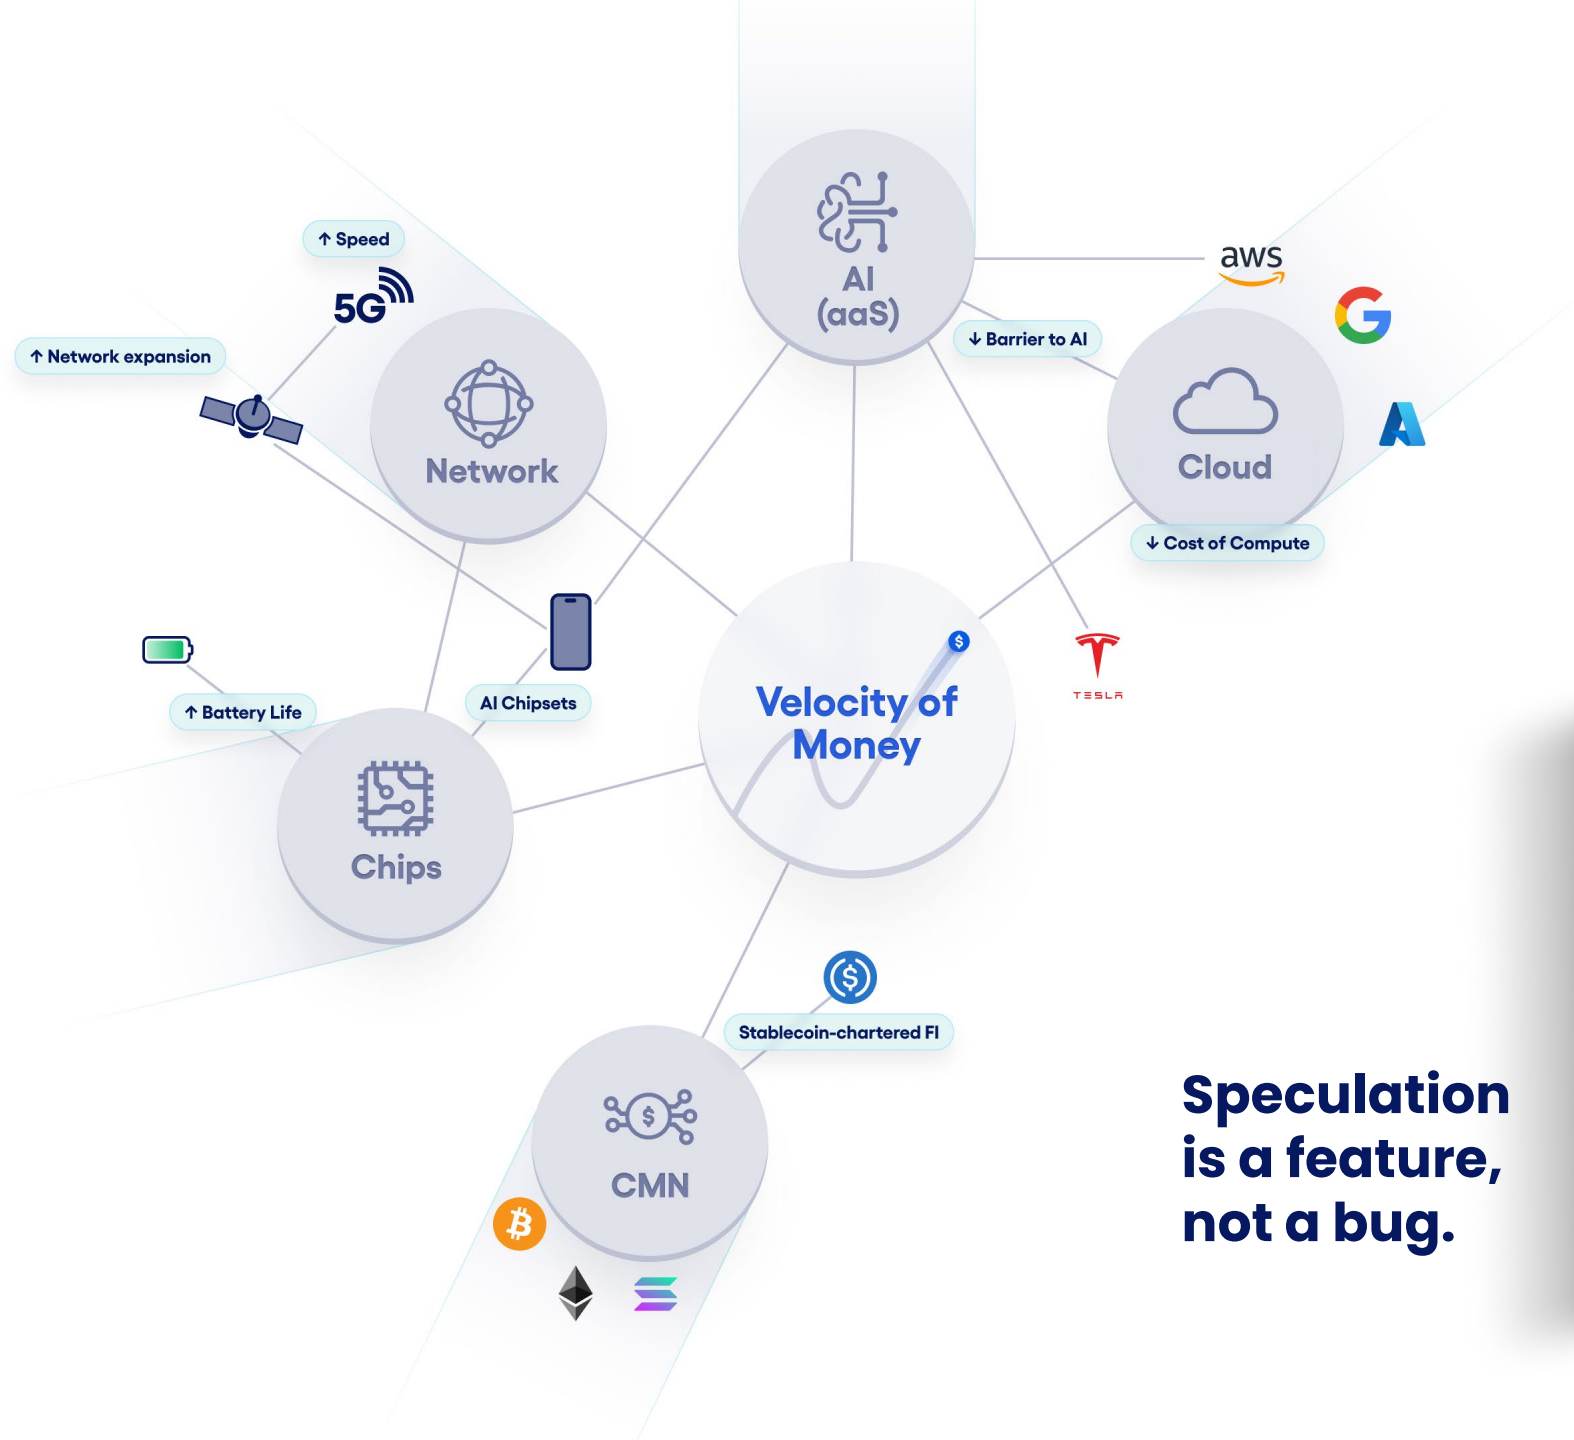 ↑ Speed
5G
↑ Network expansion
Network
AI
(aaS)
aws
G
↓ Barrier to AI
Cloud
↓ Cost of Compute
TESLA
↑ Battery Life
AI Chipsets
Chips
Velocity of
Money
$
$
Stablecoin-chartered FI
$
CMN
Speculation
is a feature,
not a bug.